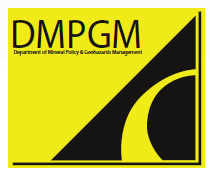 DMPGM
Department of Mineral Policy & Geohazards Management